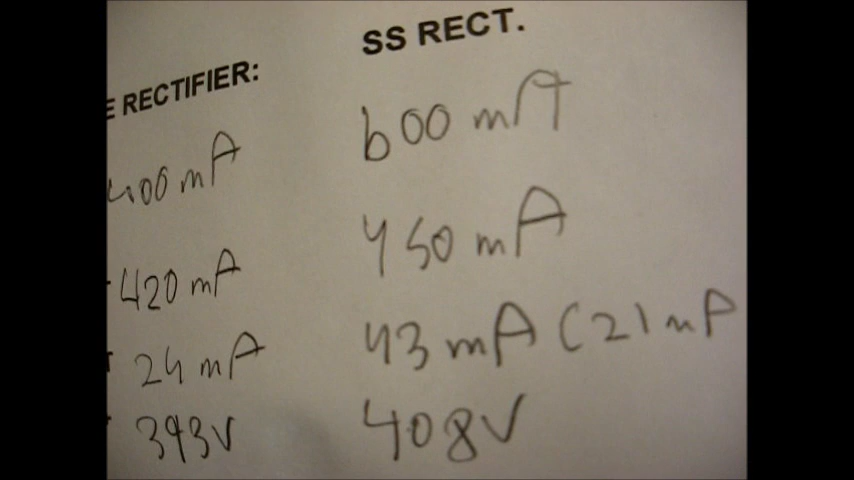 SS RECT.
E RECTIFIER:
600 mA
400 mA
450 mA
420 mA
43 mA (21 mA
24 mA
408V
393V